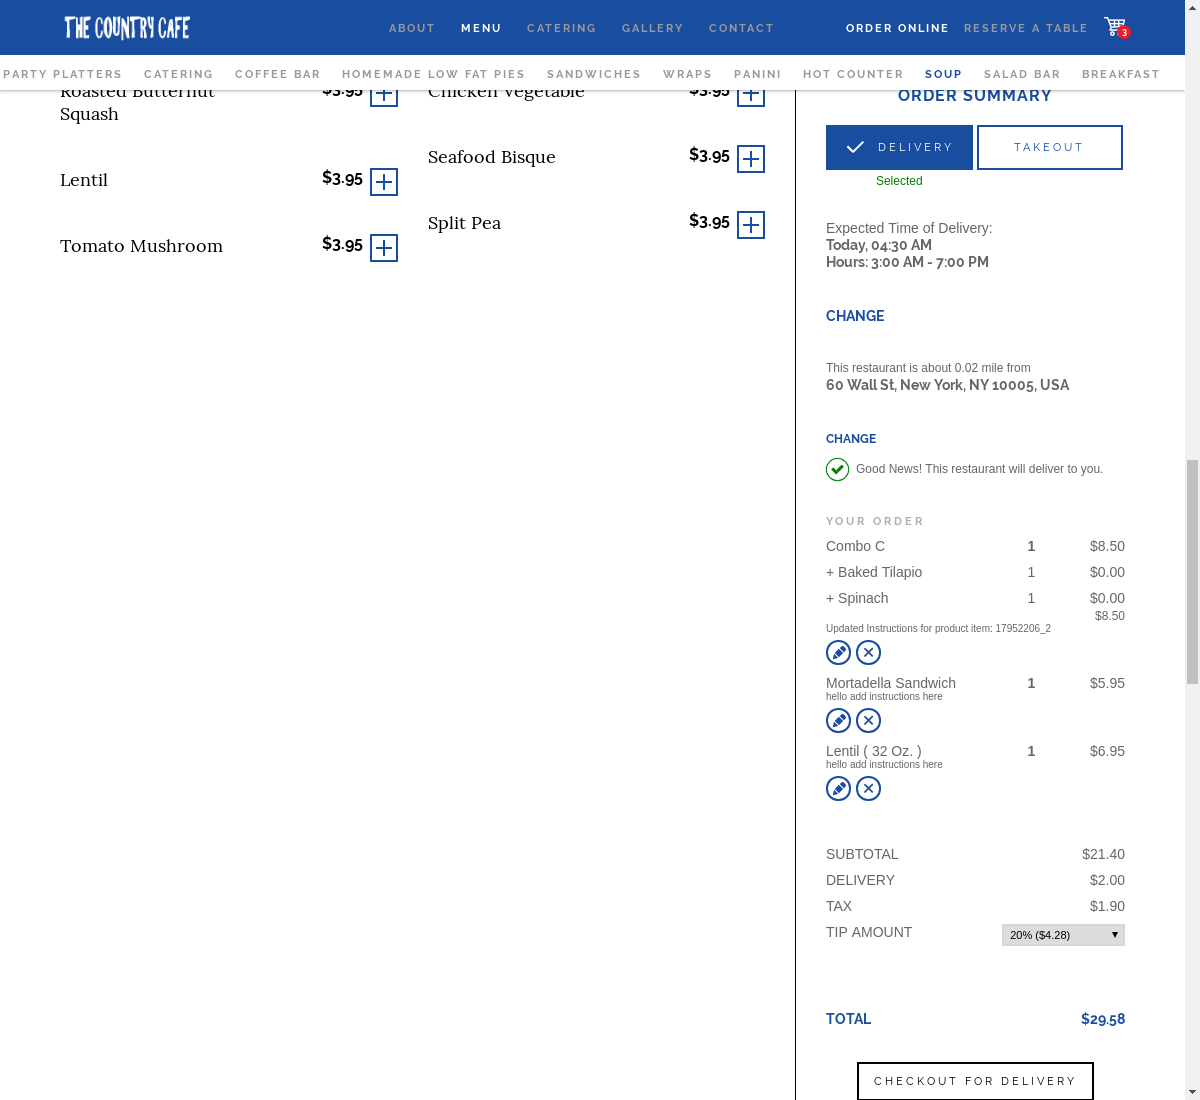 THE COUNTRY CAFE
ABOUT MENU CATERING GALLERY CONTACT ORDER ONLINE RESERVE A TABLE 3
PARTY PLATTERS CATERING COFFEE BAR HOMEMADE LOW FAT PIES SANDWICHES WRAPS PANINI HOT COUNTER SOUP SALAD BAR BREAKFAST
Roasted Butternut
Squash
$3.95
Lentil $3.95
Tomato Mushroom $3.95
Chicken Vegetable $3.95
Seafood Bisque $3.95
Split Pea $3.95
ORDER SUMMARY
DELIVERY TAKEOUT
Selected
Expected Time of Delivery:
Today, 04:30 AM
Hours: 3:00 AM - 7:00 PM
CHANGE
This restaurant is about 0.02 mile from
60 Wall St, New York, NY 10005, USA
CHANGE
Good News! This restaurant will deliver to you.
YOUR ORDER
Combo C 1 $8.50
+ Baked Tilapio 1 $0.00
+ Spinach 1 $0.00
$8.50
Updated Instructions for product item: 17952206_2
Mortadella Sandwich 1 $5.95
hello add instructions here
Lentil ( 32 Oz. ) 1 $6.95
hello add instructions here
SUBTOTAL $21.40
DELIVERY $2.00
TAX $1.90
TIP AMOUNT 20% ($4.28)
TOTAL $29.58
CHECKOUT FOR DELIVERY